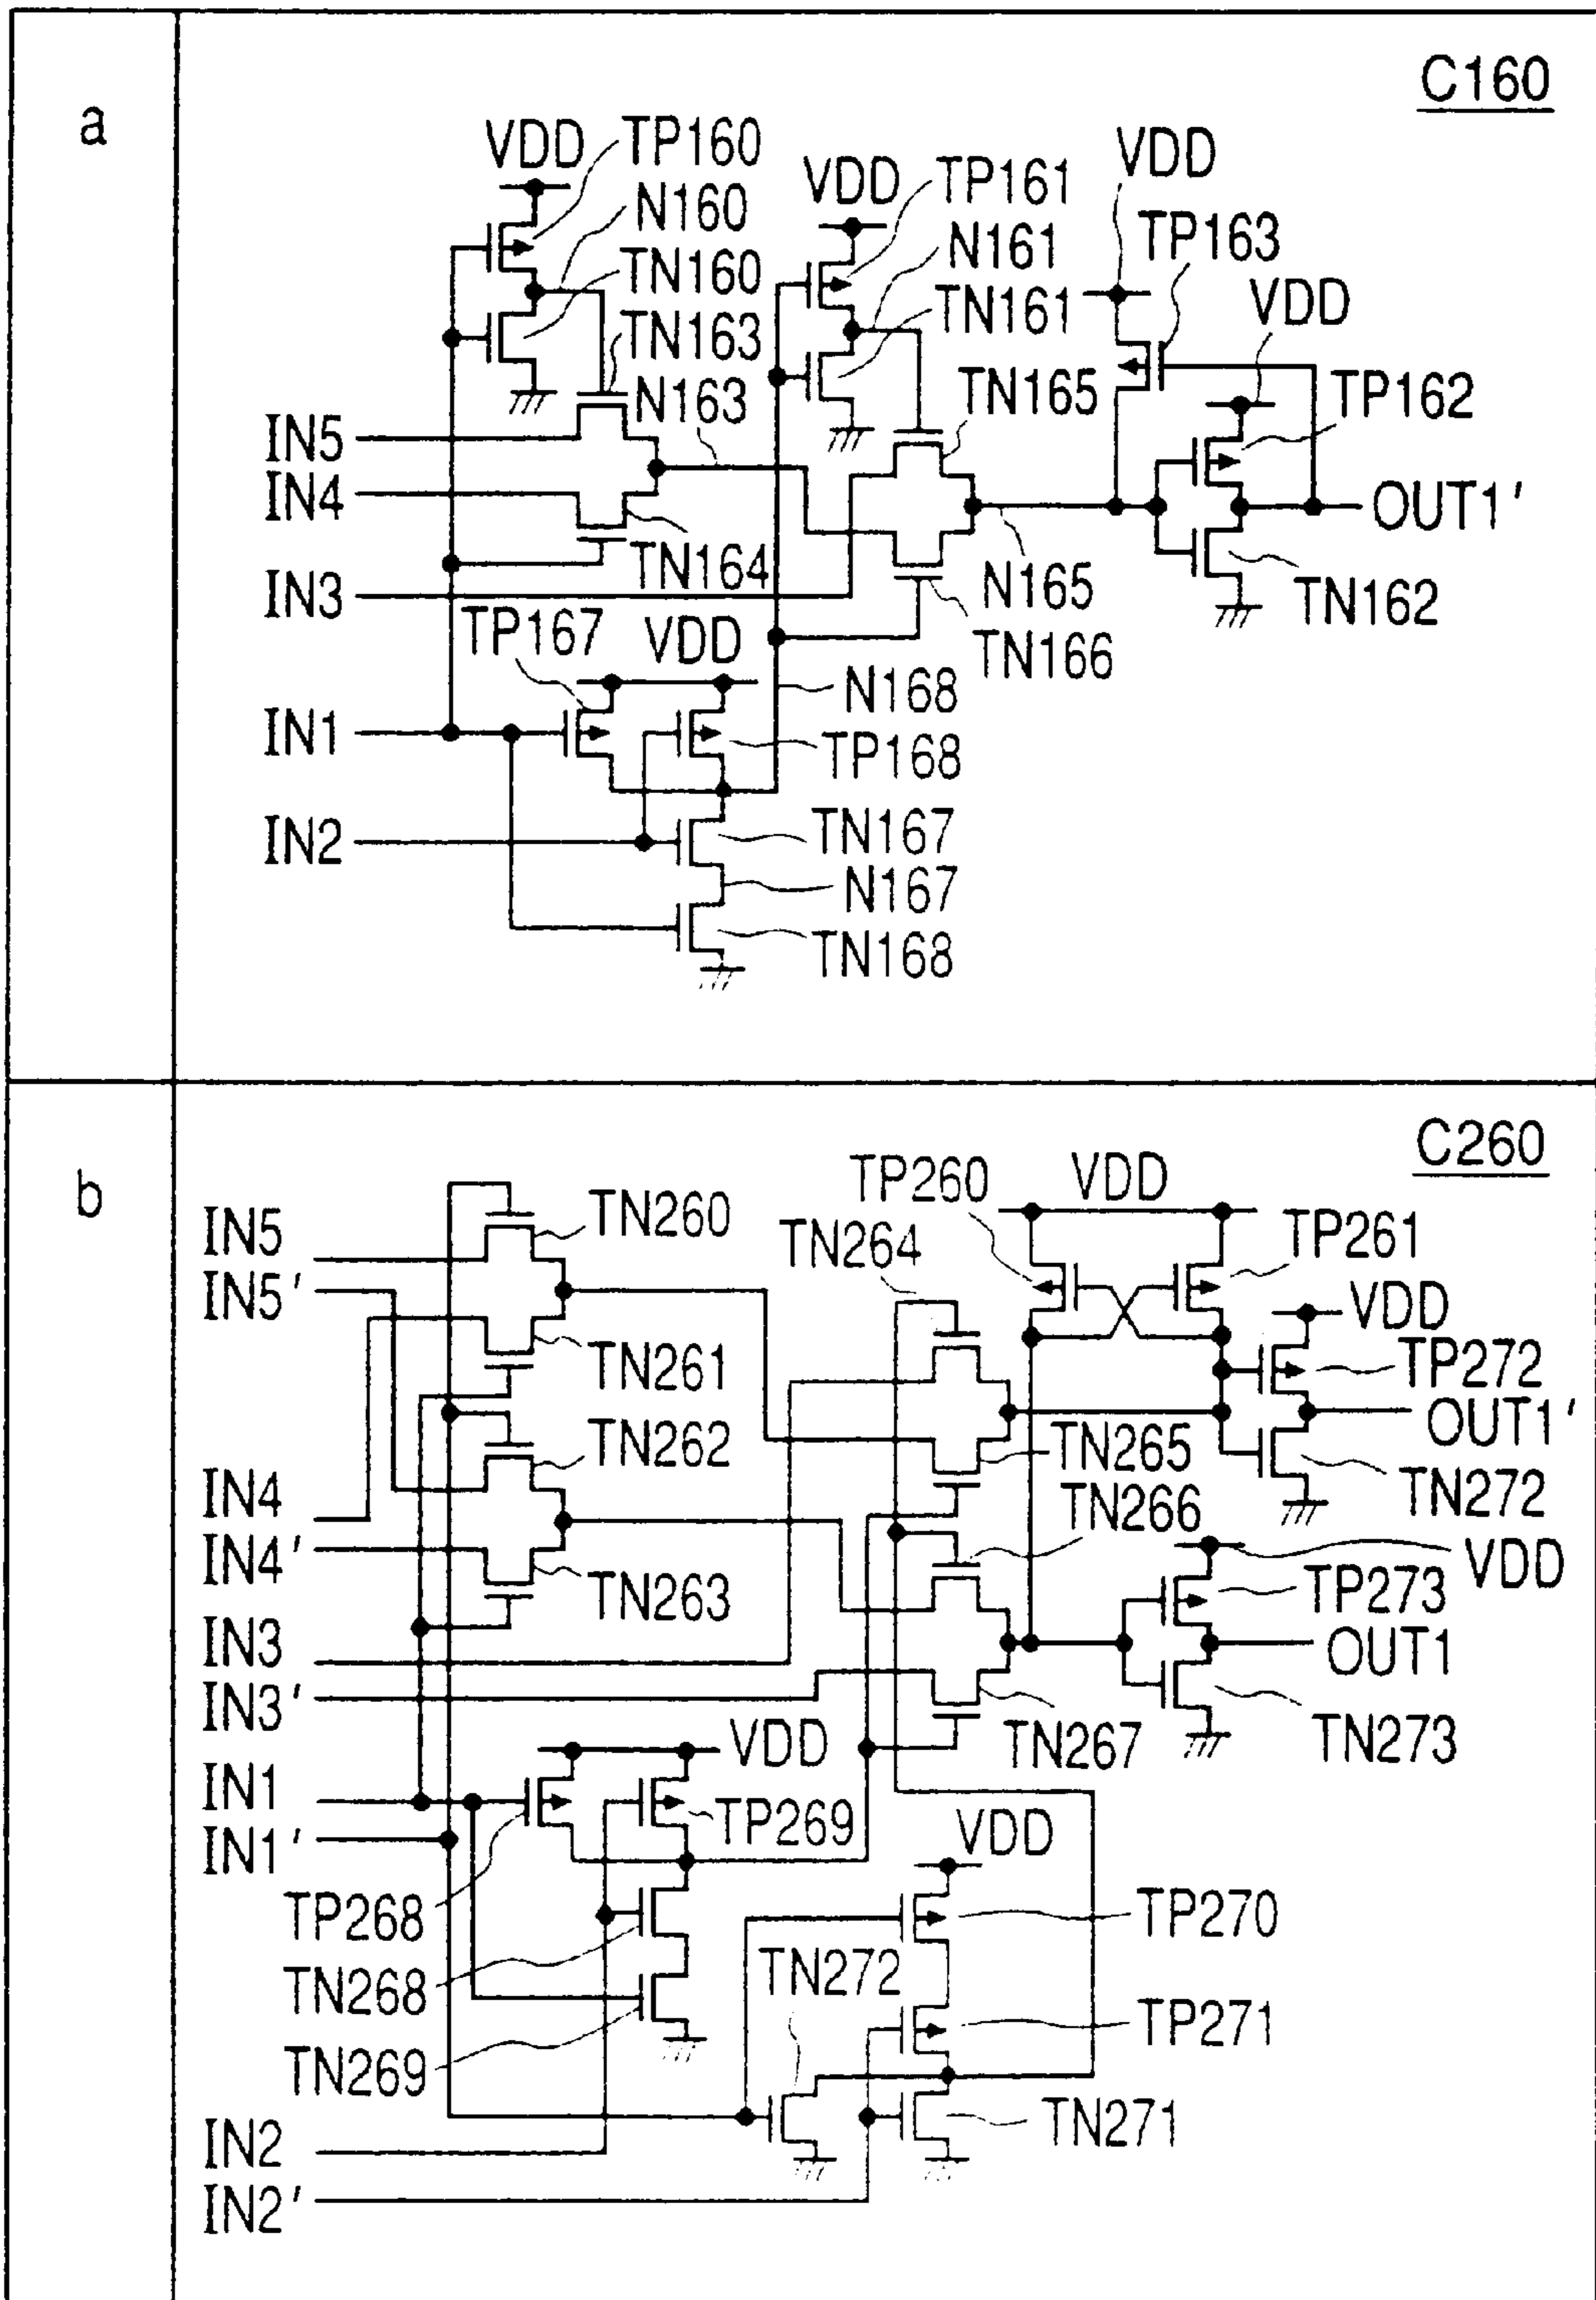 a
C160
VDD
TP160
N160
TN160
TN163
N163
VDD
TP161
N161
TN161
TN165
VDD
TP163
VDD
TP162
IN5
IN4
IN3
TN164
OUT1'
N165
TN162
TN166
TP167
VDD
N168
TP168
IN1
IN2
TN167
N167
TN168
b
C260
IN5
IN5'
TN260
TP260
TN264
VDD
TP261
VDD
TN261
TP272
TN262
OUT1'
TN265
TN266
TN272
IN4
IN4'
TN263
VDD
TP273
IN3
IN3'
OUT1
TN267
TN273
IN1
IN1'
VDD
TP269
VDD
TP268
TP270
TN268
TN272
TP271
TN269
TN271
IN2
IN2'